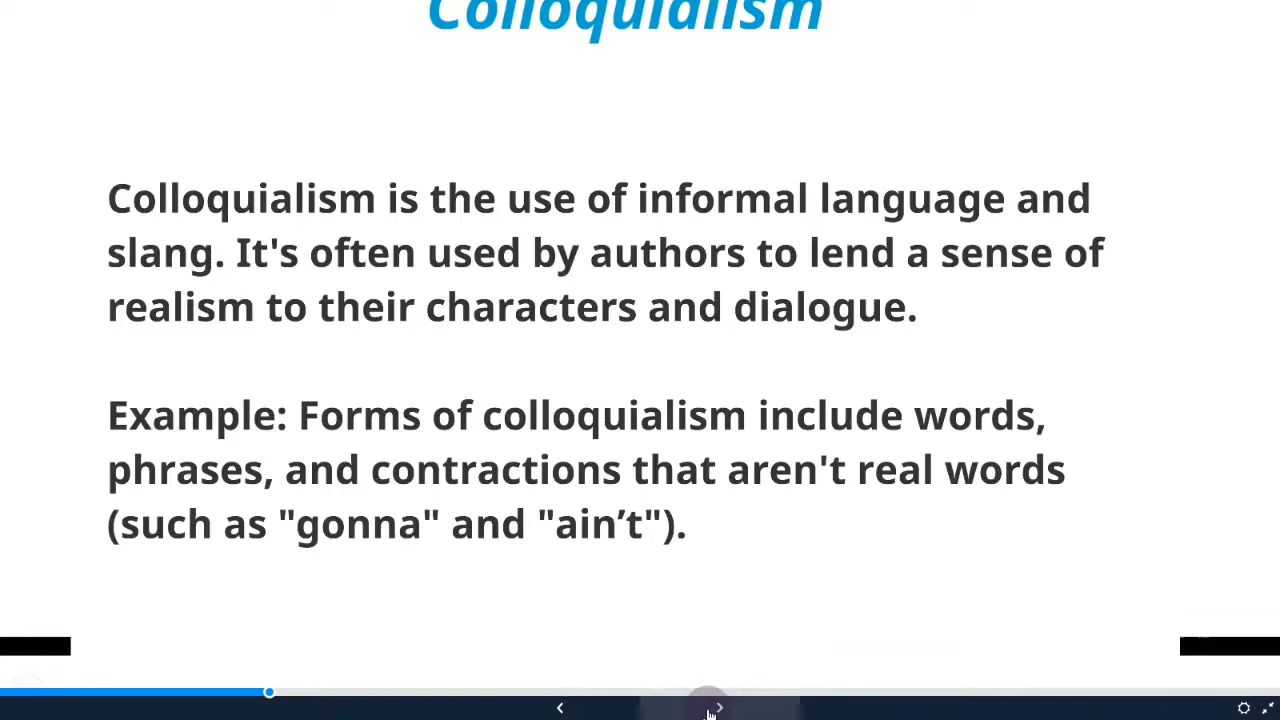 Colloquialism
Colloquialism is the use of informal language and
slang. It's often used by authors to lend a sense of
realism to their characters and dialogue.
Example: Forms of colloquialism include words,
phrases, and contractions that aren't real words
(such as "gonna" and "ain’t").